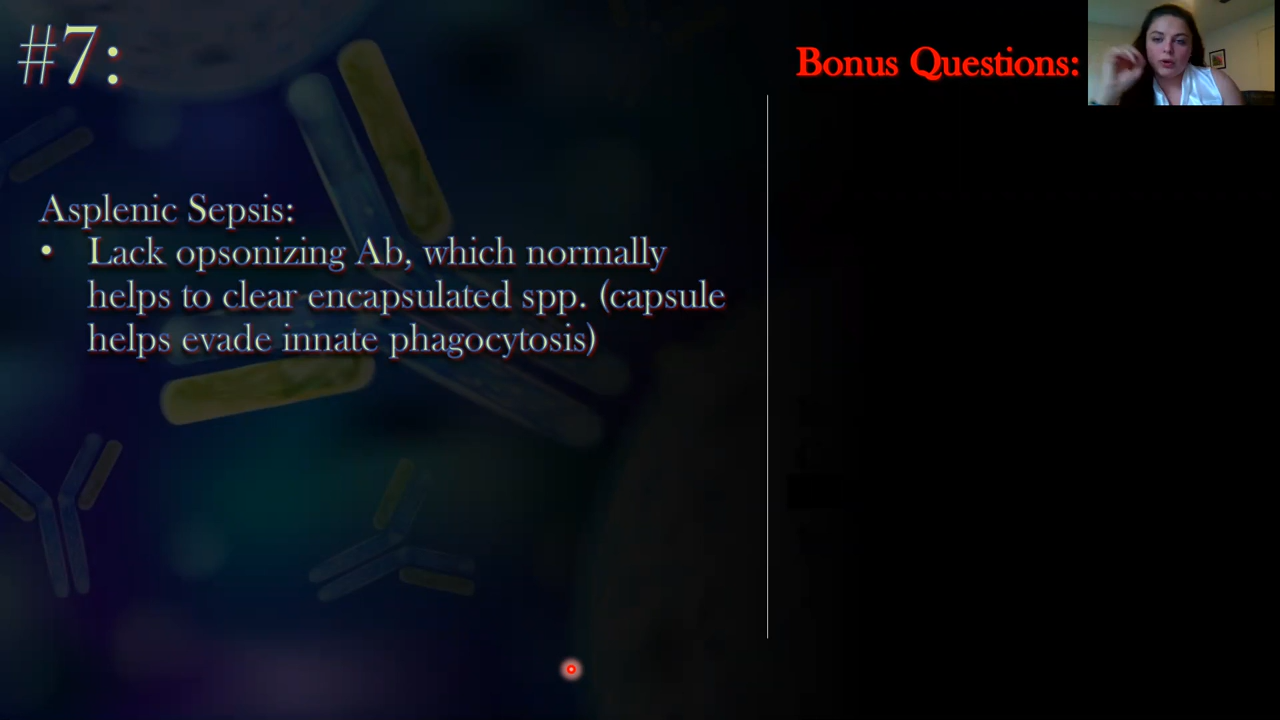 #7:
Bonus Questions:
Asplenic Sepsis:
• Lack opsonizing Ab, which normally
helps to clear encapsulated spp. (capsule
helps evade innate phagocytosis)